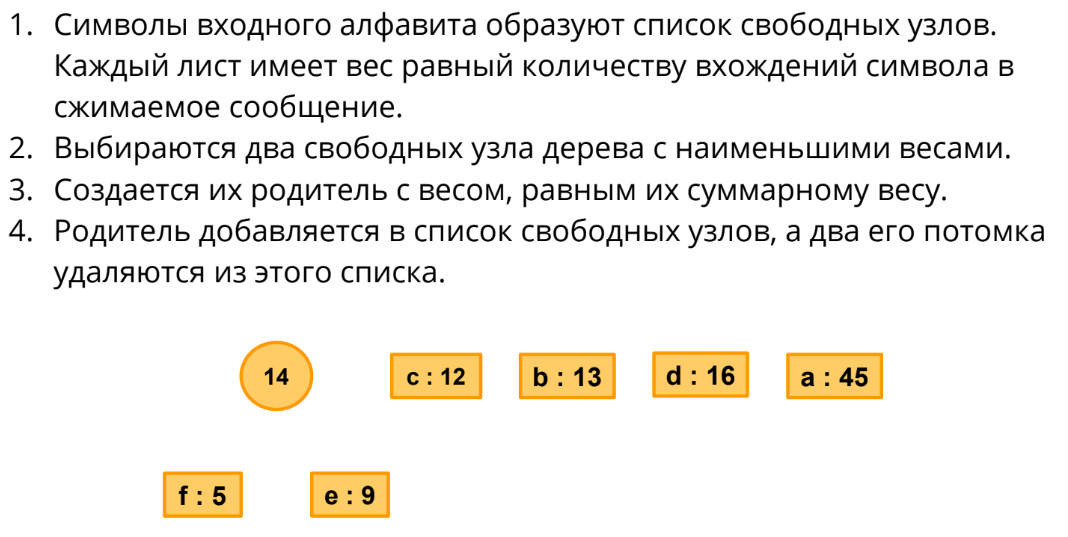 1. Символы входного алфавита образуют список свободных узлов.
Каждый лист имеет вес равный количеству вхождений символа в
сжимаемое сообщение.
2. Выбираются два свободных узла дерева с наименьшими весами.
3. Создается их родитель с весом, равным их суммарному весу.
4. Родитель добавляется в список свободных узлов, а два его потомка
удаляются из этого списка.
14 c : 12 b : 13 d : 16 a : 45
f : 5 e : 9